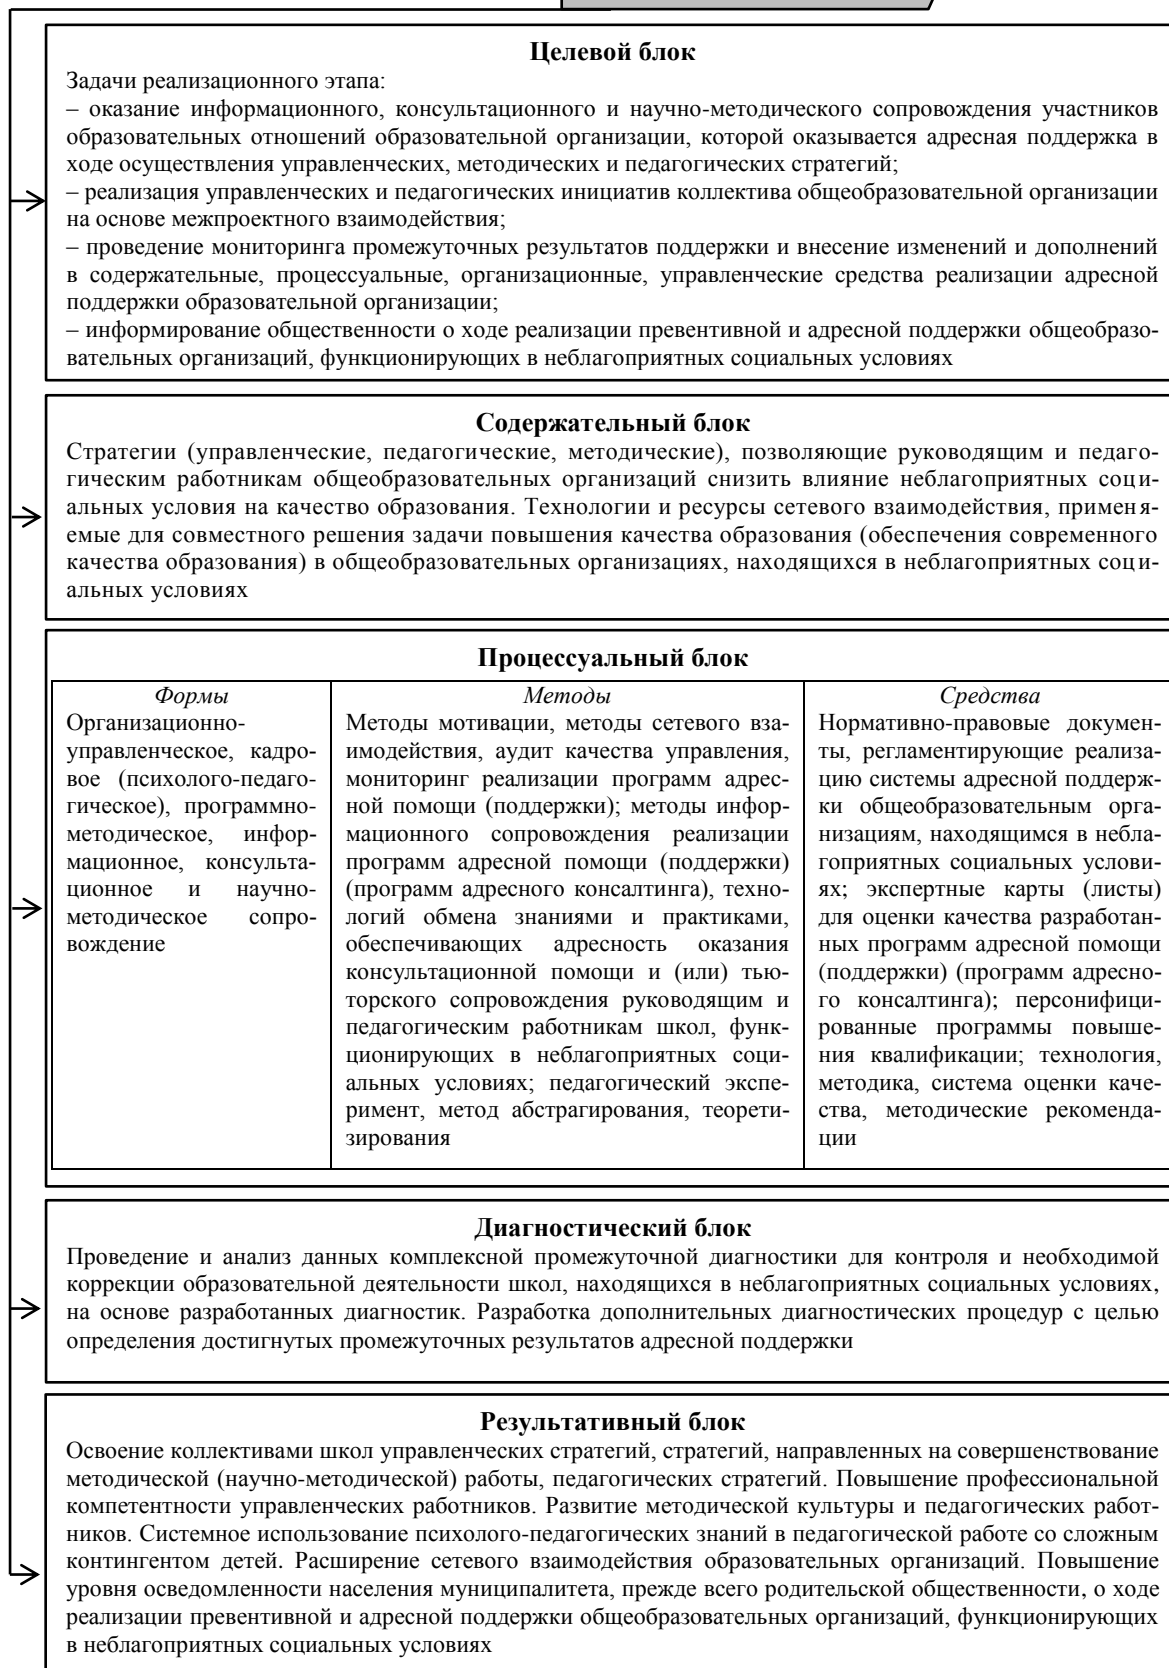 Целевой блок
Задачи реализационного этапа:
– оказание информационного, консультационного и научно-методического сопровождения участников
образовательных отношений образовательной организации, которой оказывается адресная поддержка в
ходе осуществления управленческих, методических и педагогических стратегий;
– реализация управленческих и педагогических инициатив коллектива общеобразовательной организации
на основе межпроектного взаимодействия;
– проведение мониторинга промежуточных результатов поддержки и внесение изменений и дополнений
в содержательные, процессуальные, организационные, управленческие средства реализации адресной
поддержки образовательной организации;
– информирование общественности о ходе реализации превентивной и адресной поддержки общеобразо-
вательных организаций, функционирующих в неблагоприятных социальных условиях
Содержательный блок
Стратегии (управленческие, педагогические, методические), позволяющие руководящим и педаго-
гическим работникам общеобразовательных организаций снизить влияние неблагоприятных соци-
альных условия на качество образования. Технологии и ресурсы сетевого взаимодействия, применя-
емые для совместного решения задачи повышения качества образования (обеспечения современного
качества образования) в общеобразовательных организациях, находящихся в неблагоприятных соци-
альных условиях
Процессуальный блок
Формы
Организационно-
управленческое, кадро-
вое (психолого-педаго-
гическое), программно-
методическое, инфор-
мационное, консульта-
ционное и научно-
методическое сопро-
вождение
Методы
Методы мотивации, методы сетевого вза-
имодействия, аудит качества управления,
мониторинг реализации программ адрес-
ной помощи (поддержки); методы инфор-
мационного сопровождения реализации
программ адресной помощи (поддержки)
(программ адресного консалтинга), техно-
логий обмена знаниями и практиками,
обеспечивающих адресность оказания
консультационной помощи и (или) тью-
торского сопровождения руководящим и
педагогическим работникам школ, функ-
ционирующих в неблагоприятных соци-
альных условиях; педагогический экспе-
римент, метод абстрагирования, теорети-
зирования
Средства
Нормативно-правовые докумен-
ты, регламентирующие реализа-
цию системы адресной поддерж-
ки общеобразовательным орга-
низациям, находящимся в небла-
гоприятных социальных услови-
ях; экспертные карты (листы)
для оценки качества разработан-
ных программ адресной помощи
(поддержки) (программ адресно-
го консалтинга); персонифици-
рованные программы повыше-
ния квалификации; технология,
методика, система оценки каче-
ства, методические рекоменда-
ции
Диагностический блок
Проведение и анализ данных комплексной промежуточной диагностики для контроля и необходимой
коррекции образовательной деятельности школ, находящихся в неблагоприятных социальных условиях,
на основе разработанных диагностик. Разработка дополнительных диагностических процедур с целью
определения достигнутых промежуточных результатов адресной поддержки
Результативный блок
Освоение коллективами школ управленческих стратегий, стратегий, направленных на совершенствование
методической (научно-методической) работы, педагогических стратегий. Повышение профессиональной
компетентности управленческих работников. Развитие методической культуры и педагогических работ-
ников. Системное использование психолого-педагогических знаний в педагогической работе со сложным
контингентом детей. Расширение сетевого взаимодействия образовательных организаций. Повышение
уровня осведомленности населения муниципалитета, прежде всего родительской общественности, о ходе
реализации превентивной и адресной поддержки общеобразовательных организаций, функционирующих
в неблагоприятных социальных условиях